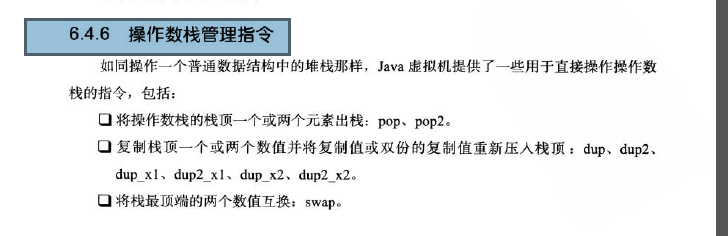 6.4.6 操作数栈管理指令
如同操作一个普通数据结构中的堆栈那样，Java 虚拟机提供了一些用于直接操作操作数
栈的指令，包括：
❑ 将操作数栈的栈顶一个或两个元素出栈：pop、pop2。
❑ 复制栈顶一个或两个数值并将复制值或双份的复制值重新压入栈顶：dup、dup2、
dup_x1、dup2_x1、dup_x2、dup2_x2。
❑ 将栈最顶端的两个数值互换：swap。